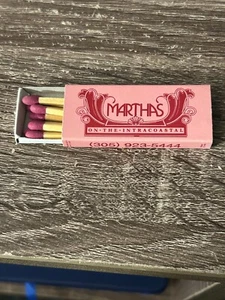 MARTHA'S
ON•THE•INTRACOASTAL
(305) 923-5444